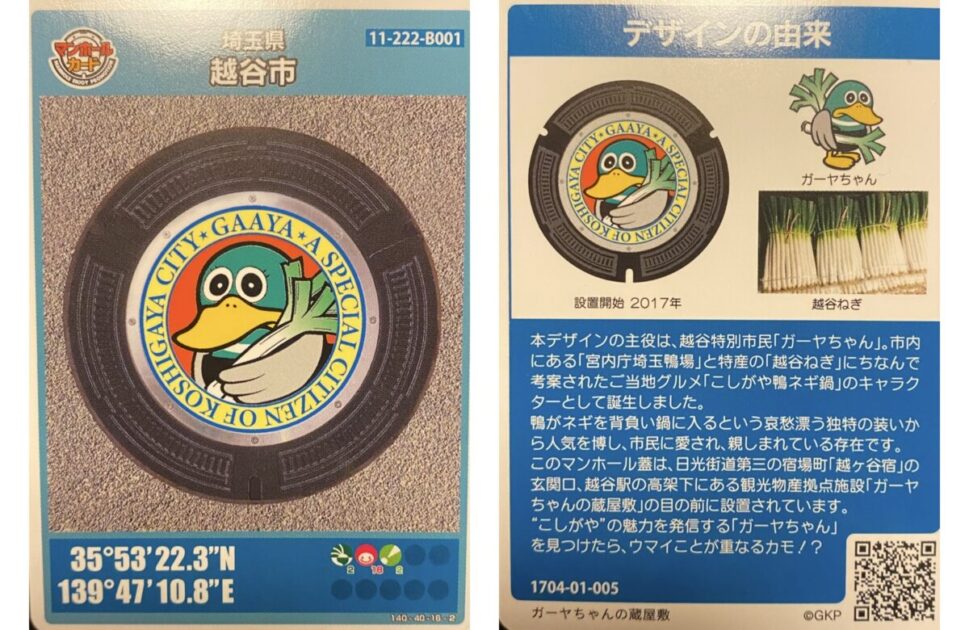 マンホール
カード
埼玉県
越谷市
11-222-B001
CITY★GAAYA★A SPECIAL CITIZEN OF KOSHIGAYA
35°53'22.3"N
139°47'10.8"E
2
18
2
140-40-16-2
デザインの由来
CITY★GAAYA★A SPECIAL CITIZEN OF KOSHIGAYA
ガーヤちゃん
設置開始 2017年
越谷ねぎ
本デザインの主役は、越谷特別市民「ガーヤちゃん」。市内
にある「宮内庁埼玉鴨場」と特産の「越谷ねぎ」にちなんで
考案されたご当地グルメ「こしがや鴨ネギ鍋」のキャラク
ターとして誕生しました。
鴨がネギを背負い鍋に入るという哀愁漂う独特の装いか
ら人気を博し、市民に愛され、親しまれている存在です。
このマンホール蓋は、日光街道第三の宿場町「越ヶ谷宿」の
玄関口、越谷駅の高架下にある観光物産拠点施設「ガーヤ
ちゃんの蔵屋敷」の目の前に設置されています。
“こしがや”の魅力を発信する「ガーヤちゃん」
を見つけたら、ウマイことが重なるカモ!?
1704-01-005
ガーヤちゃんの蔵屋敷
©GKP